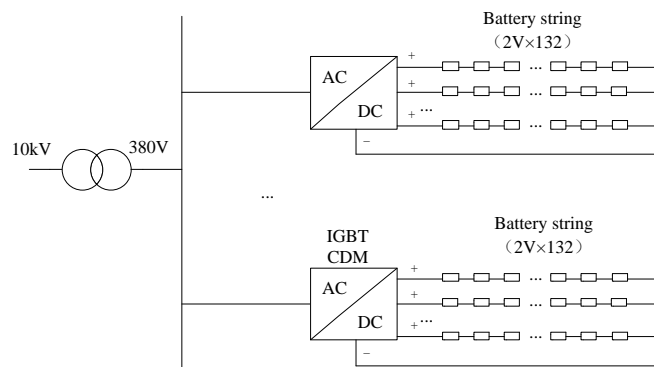 Battery string
（2V×132）
+
AC
+
...
DC
+
...
...
...
−
10kV
380V
...
Battery string
（2V×132）
IGBT
CDM
+
AC
...
+
...
DC
+
...
...
−